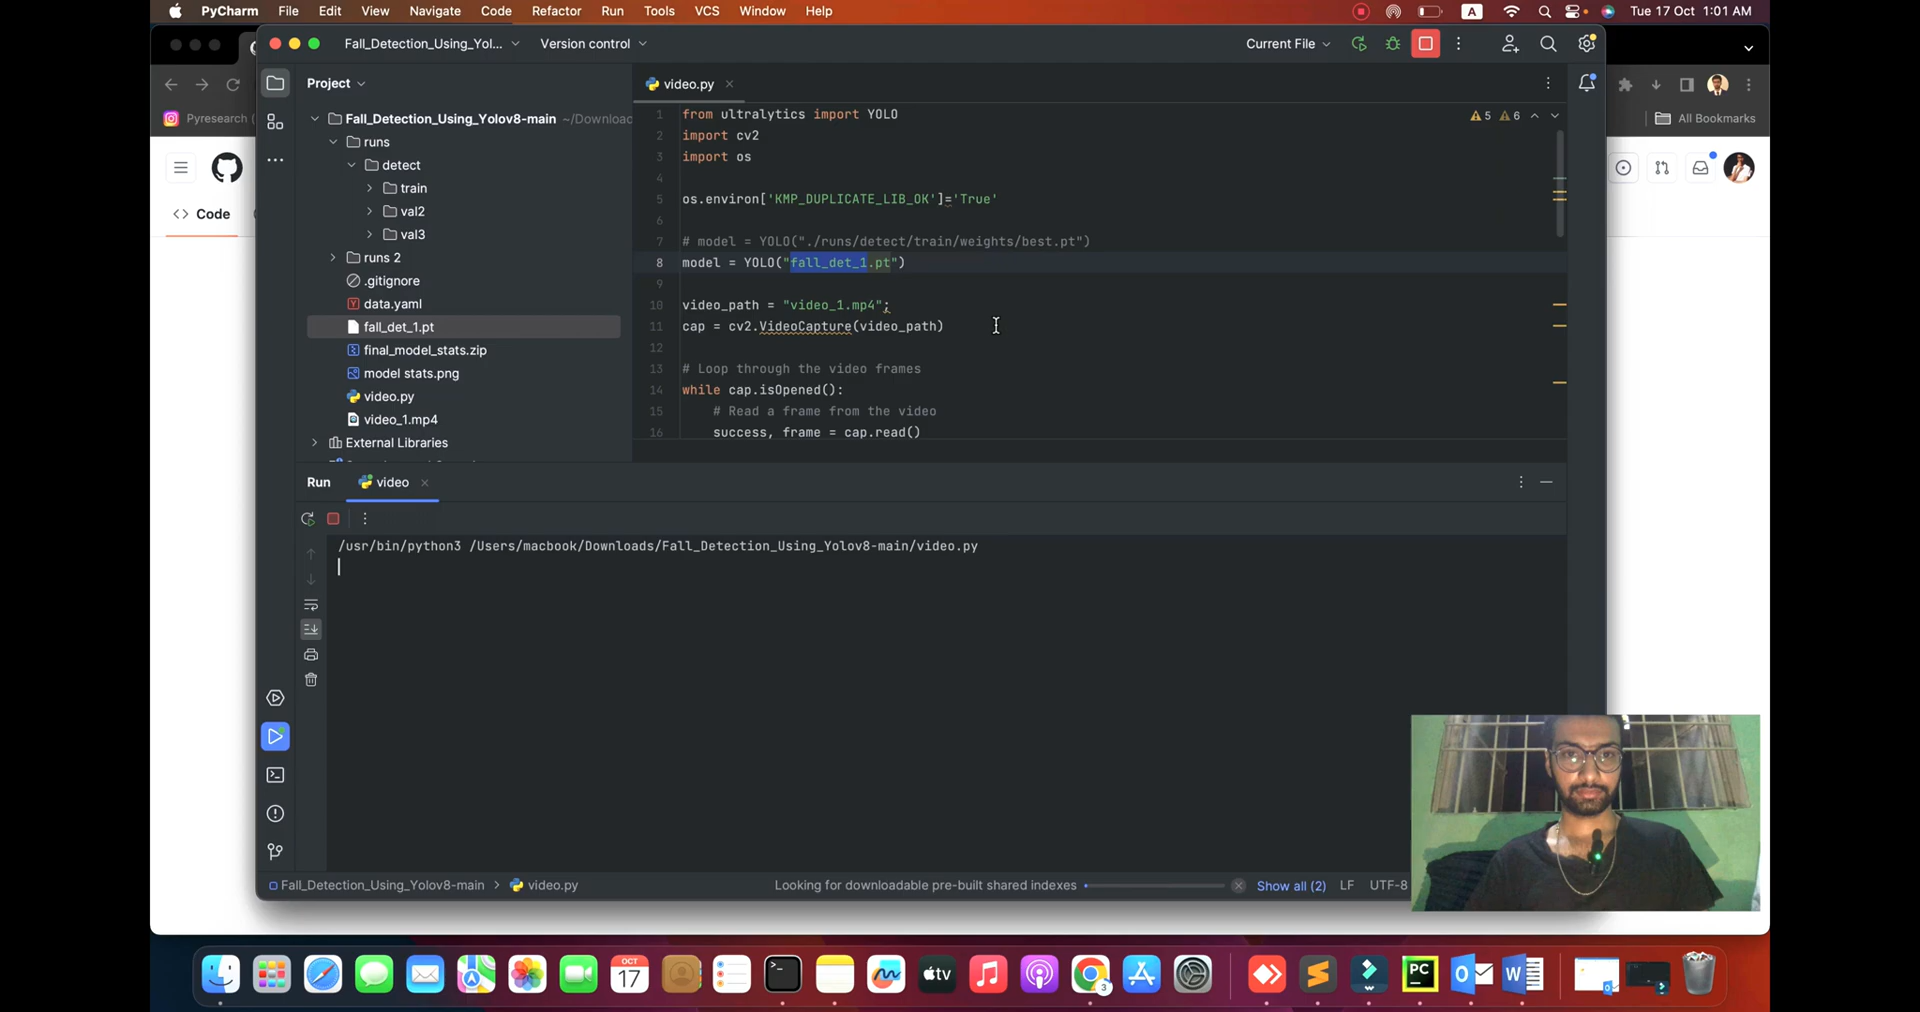 PyCharm File Edit View Navigate Code Refactor Run Tools VCS Window Help
A
Tue 17 Oct 1:01 AM
Fall_Detection_Using_Yol...
Version control
Current File
Pyresearch (
All Bookmarks
Code
Project
Fall_Detection_Using_Yolov8-main ~/Downloa
runs
detect
train
val2
val3
runs 2
.gitignore
data.yaml
fall_det_1.pt
final_model_stats.zip
model stats.png
video.py
video_1.mp4
External Libraries
video.py
5 6
1 from ultralytics import YOLO
2 import cv2
3 import os
4
5 os.environ['KMP_DUPLICATE_LIB_OK']='True'
6
7 # model = YOLO("./runs/detect/train/weights/best.pt")
8 model = YOLO("fall_det_1.pt")
9
10 video_path = "video_1.mp4";
11 cap = cv2.VideoCapture(video_path)
12
13 # Loop through the video frames
14 while cap.isOpened():
15 # Read a frame from the video
16 success, frame = cap.read()
Run video
/usr/bin/python3 /Users/macbook/Downloads/Fall_Detection_Using_Yolov8-main/video.py
Fall_Detection_Using_Yolov8-main > video.py
Looking for downloadable pre-built shared indexes
Show all (2)
LF
UTF-8
OCT
17
tv
3
PC